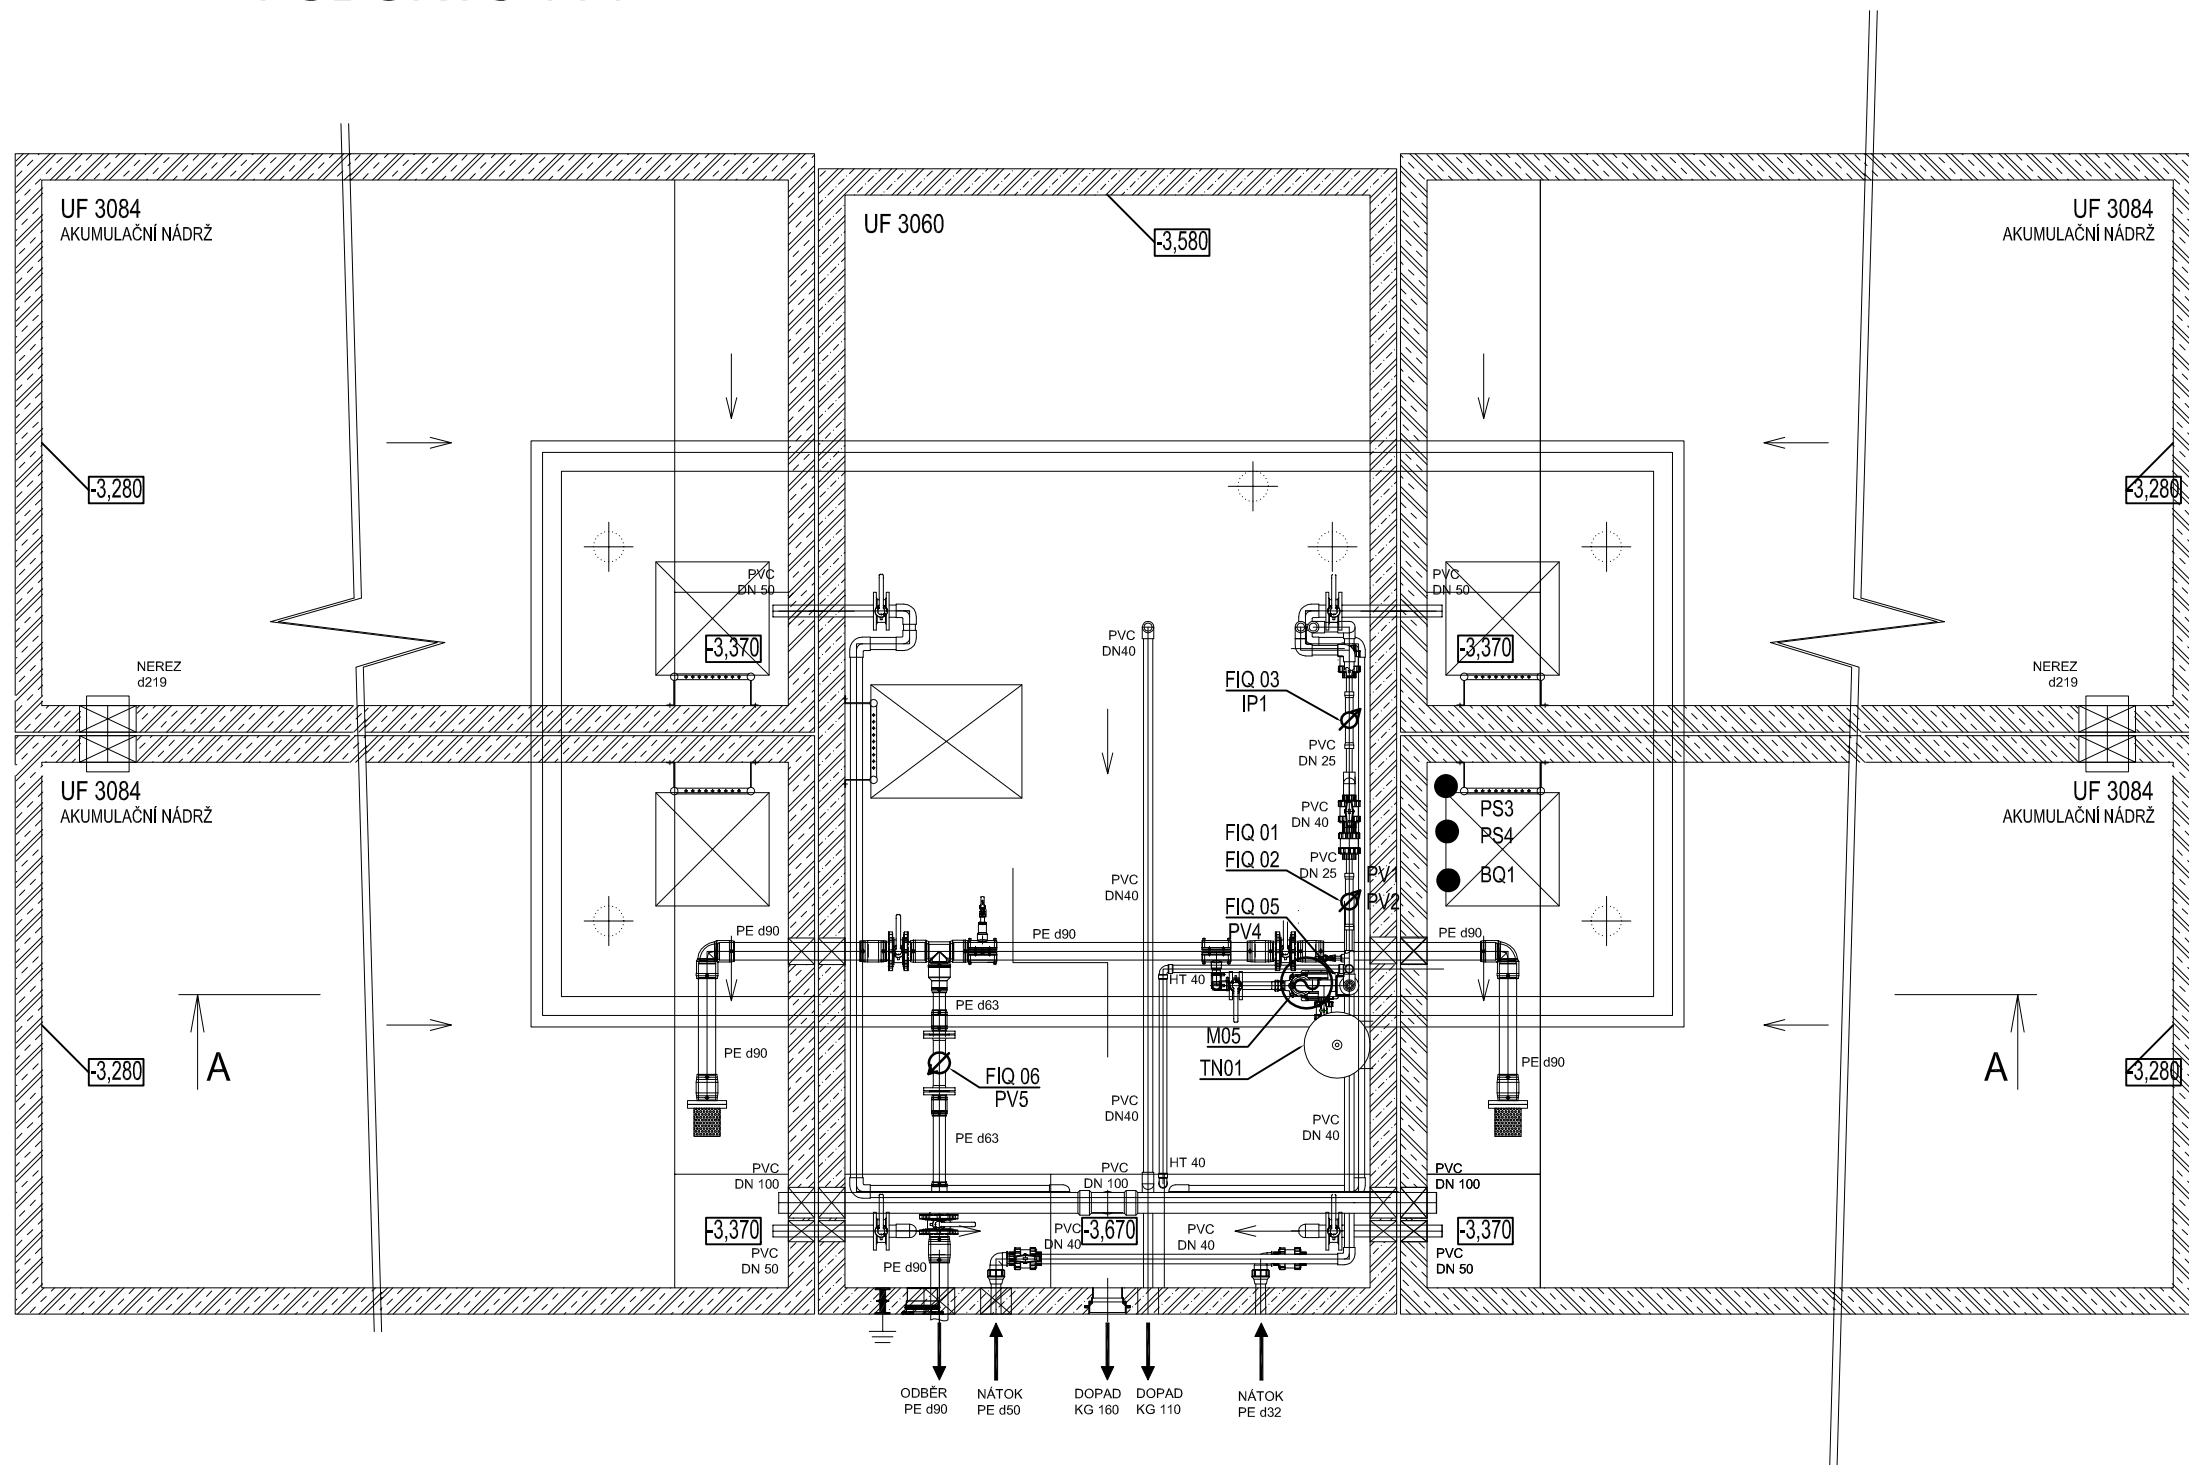 UF 3084
AKUMULAČNÍ NÁDRŽ
UF 3060
-3,580
UF 3084
AKUMULAČNÍ NÁDRŽ
-3,280
-3,280
PVC
DN 50
PVC
DN 50
-3,370
PVC
DN40
-3,370
NEREZ
d219
NEREZ
d219
FIQ 03
IP1
PVC
DN 25
UF 3084
AKUMULAČNÍ NÁDRŽ
PVC
DN 40
PS3
PS4
BQ1
UF 3084
AKUMULAČNÍ NÁDRŽ
FIQ 01
FIQ 02
PVC
DN 25
PV1
PV2
PVC
DN40
FIQ 05
PV4
PE d90
PE d90
PE d90
HT 40
PE d63
M05
TN01
A
A
-3,280
-3,280
PE d90
PE d90
FIQ 06
PV5
PVC
DN40
PVC
DN 40
PE d63
HT 40
PVC
DN 100
PVC
DN 100
PVC
DN 100
-3,370
PVC
DN 40
-3,670
PVC
DN 40
-3,370
PVC
DN 50
PE d90
PVC
DN 50
ODBĚR
PE d90
NÁTOK
PE d50
DOPAD
KG 160
DOPAD
KG 110
NÁTOK
PE d32